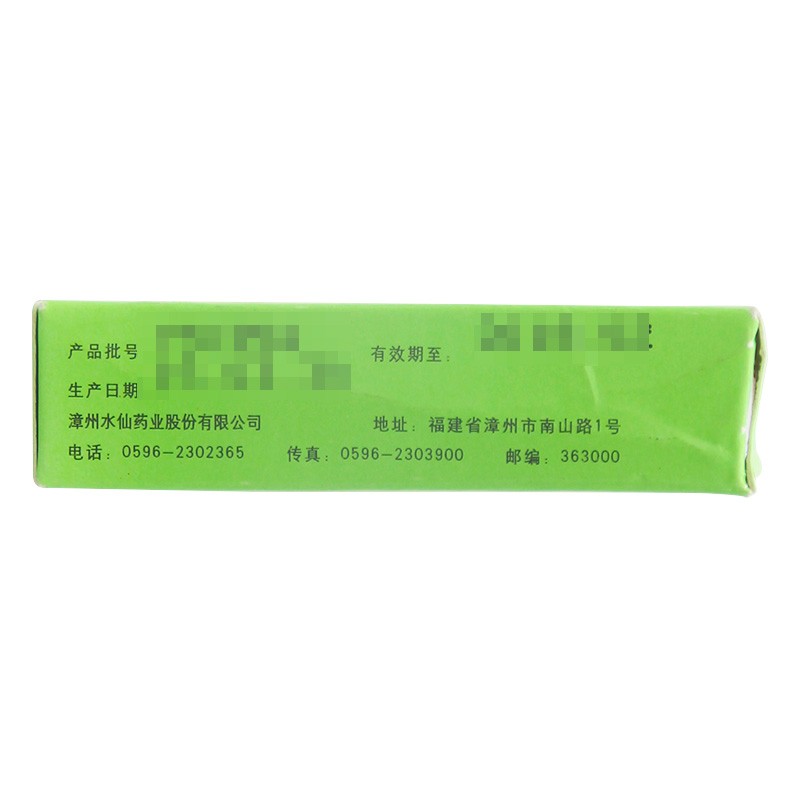 产品批号
有效期至：
生产日期
漳州水仙药业股份有限公司 地址：福建省漳州市南山路1号
电话：0596-2302365 传真：0596-2303900 邮编：363000